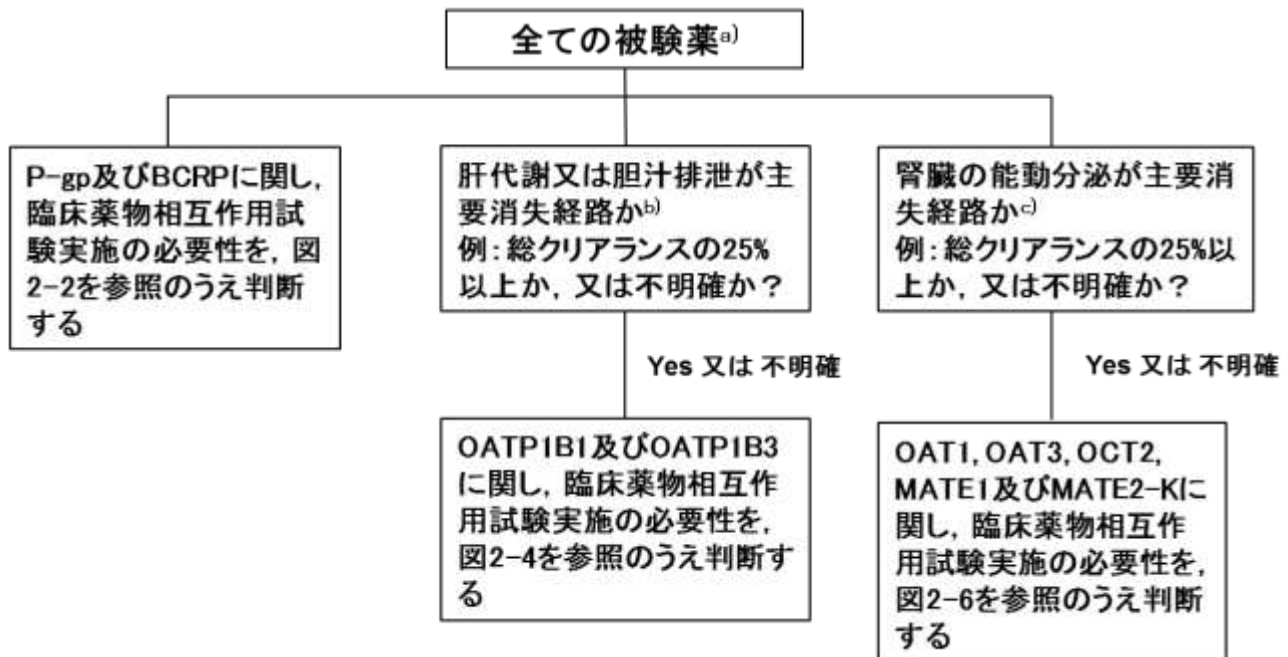 全ての被験薬a)
P-gp及びBCRPに関し,
臨床薬物相互作用試
験実施の必要性を, 図
2-2を参照のうえ判断
する
肝代謝又は胆汁排泄が主
要消失経路かb)
例:総クリアランスの25%
以上か, 又は不明確か?
腎臓の能動分泌が主要消
失経路かc)
例:総クリアランスの25%以
上か, 又は不明確か?
Yes 又は 不明確
Yes 又は 不明確
OATP1B1及びOATP1B3
に関し, 臨床薬物相互作
用試験実施の必要性を,
図2-4を参照のうえ判断す
る
OAT1, OAT3, OCT2,
MATE1及びMATE2-Kに
関し, 臨床薬物相互作
用試験実施の必要性を,
図2-6を参照のうえ判断
する